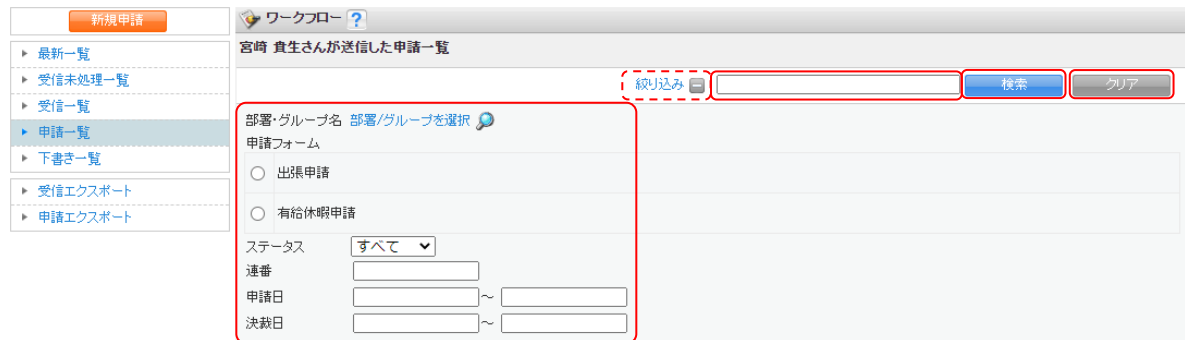 新規申請
最新一覧
受信未処理一覧
受信一覧
申請一覧
下書き一覧
受信エクスポート
申請エクスポート
ワークフロー ?
宮崎 貴生さんが送信した申請一覧
絞り込み 検索 クリア
部署・グループ名 部署/グループを選択
申請フォーム
出張申請
有給休暇申請
ステータス すべて
連番
申請日 ～
決裁日 ～